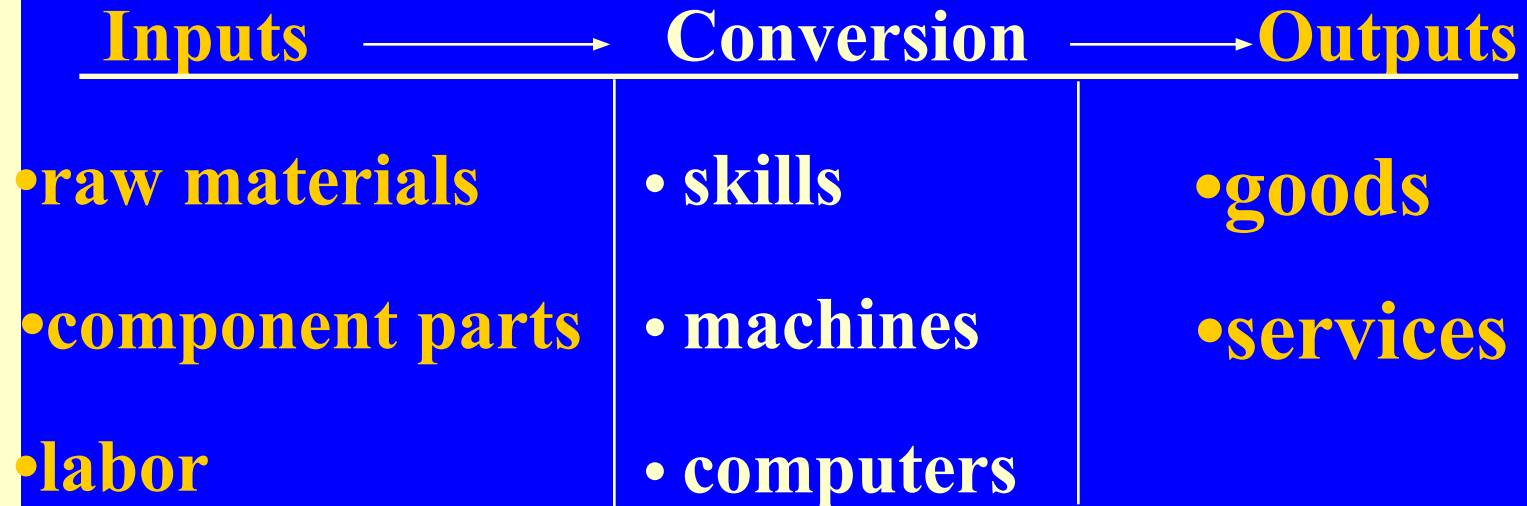 Inputs Conversion Outputs
•raw materials • skills •goods
•component parts • machines •services
•labor • computers